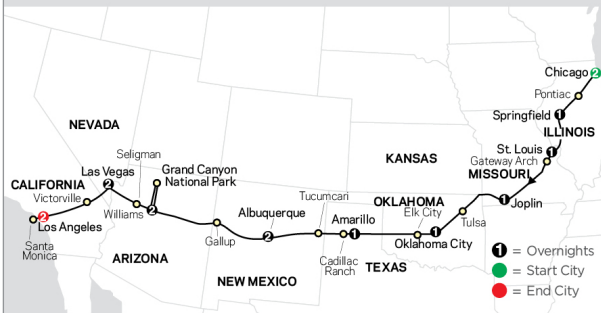 Chicago 2
Pontiac
Springfield 1
ILLINOIS
St. Louis 1
Gateway Arch
MISSOURI
1
Joplin
NEVADA
KANSAS
Seligman
Las Vegas
2
Grand Canyon
National Park
CALIFORNIA
Victorville
Williams
2
Tucumcari
OKLAHOMA
Elk City
Tulsa
Albuquerque
2
Amarillo
1
Oklahoma City
1
2
Los Angeles
Santa
Monica
Gallup
Cadillac
Ranch
ARIZONA
TEXAS
NEW MEXICO
1 = Overnights
= Start City
= End City